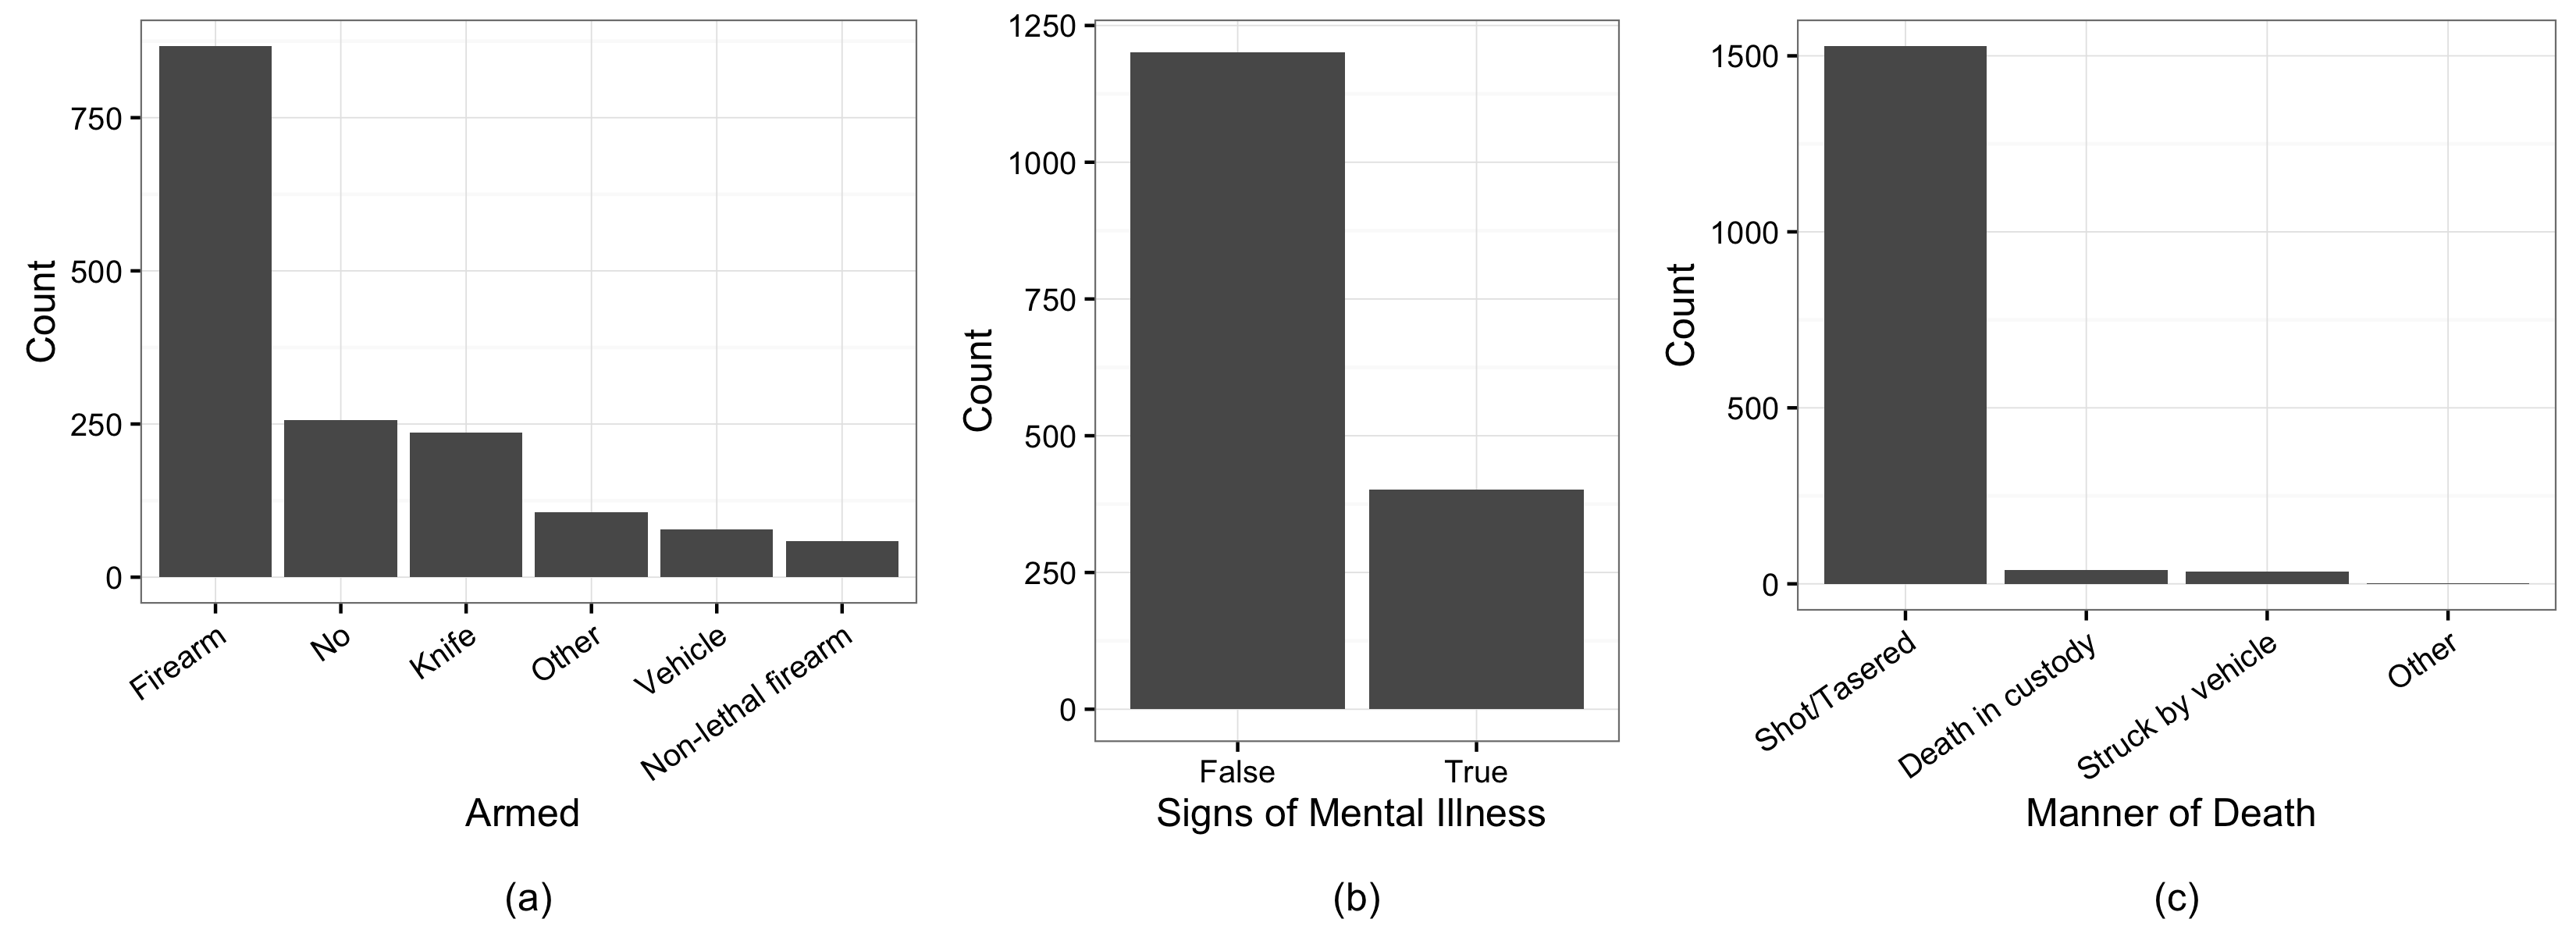 Count
750
500
250
0
Firearm
No
Knife
Other
Vehicle
Non-lethal firearm
Armed
(a)
Count
1250
1000
750
500
250
0
False
True
Signs of Mental Illness
(b)
Count
1500
1000
500
0
Shot/Tasered
Death in custody
Struck by vehicle
Other
Manner of Death
(c)